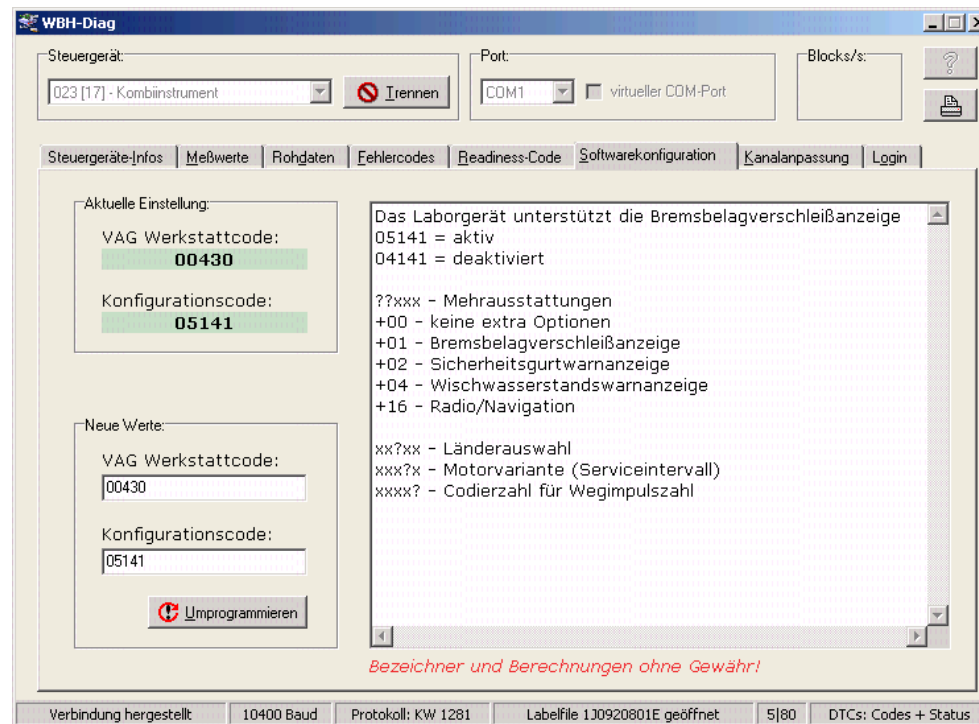 WBH-Diag
Steuergerät:
Port:
Blocks/s:
023 [17] - Kombiinstrument
Trennen
COM1
virtueller COM-Port
?
Steuergeräte-Infos
Meßwerte
Rohdaten
Fehlercodes
Readiness-Code
Softwarekonfiguration
Kanalanpassung
Login
Aktuelle Einstellung:
VAG Werkstattcode:
00430
Konfigurationscode:
05141
Das Laborgerät unterstützt die Bremsbelagverschleißanzeige
05141 = aktiv
04141 = deaktiviert
??xxx - Mehrausstattungen
+00 - keine extra Optionen
+01 - Bremsbelagverschleißanzeige
+02 - Sicherheitsgurtwarnanzeige
+04 - Wischwasserstandswarnanzeige
+16 - Radio/Navigation
xx?xx - Länderauswahl
xxx?x - Motorvariante (Serviceintervall)
xxxx? - Codierzahl für Wegimpulszahl
Neue Werte:
VAG Werkstattcode:
00430
Konfigurationscode:
05141
Umprogrammieren
Bezeichner und Berechnungen ohne Gewähr!
Verbindung hergestellt
10400 Baud
Protokoll: KW 1281
Labelfile 1J0920801E geöffnet
5|80
DTCs: Codes + Status